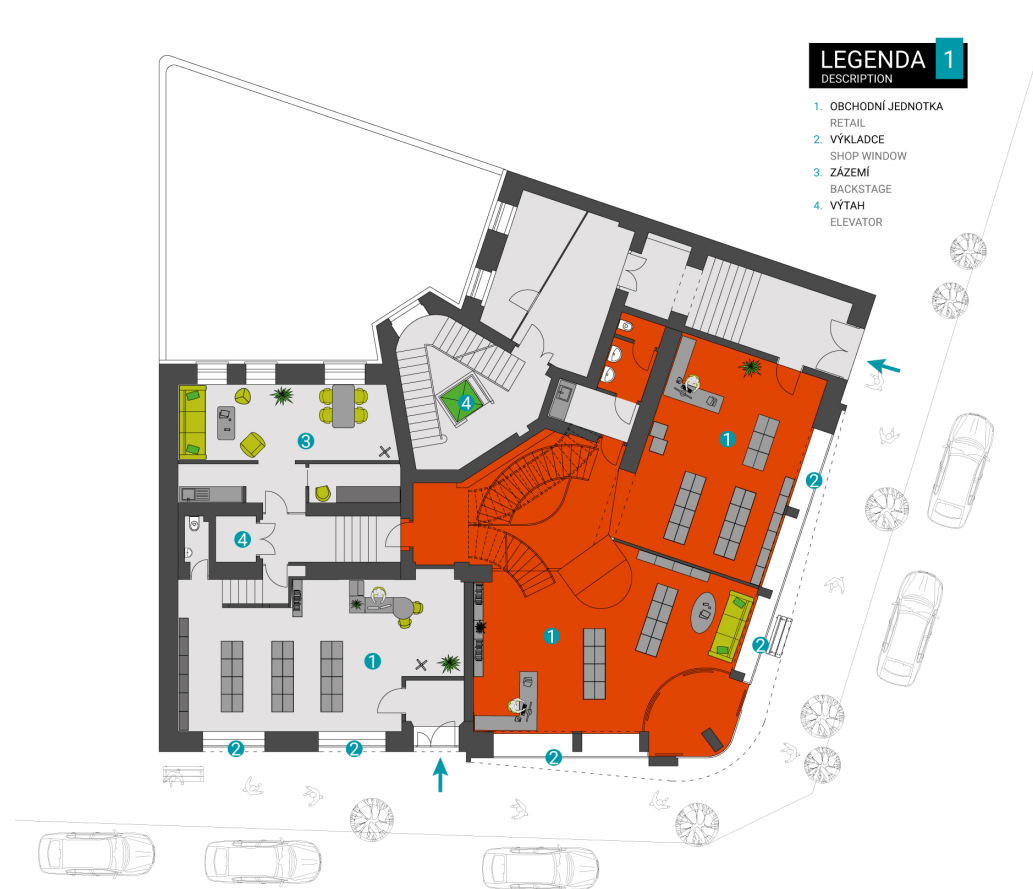 LEGENDA 1
DESCRIPTION
1. OBCHODNÍ JEDNOTKA
RETAIL
2. VÝKLADCE
SHOP WINDOW
3. ZÁZEMÍ
BACKSTAGE
4. VÝTAH
ELEVATOR
4
3
1
2
4
1
1
2
2
2
2